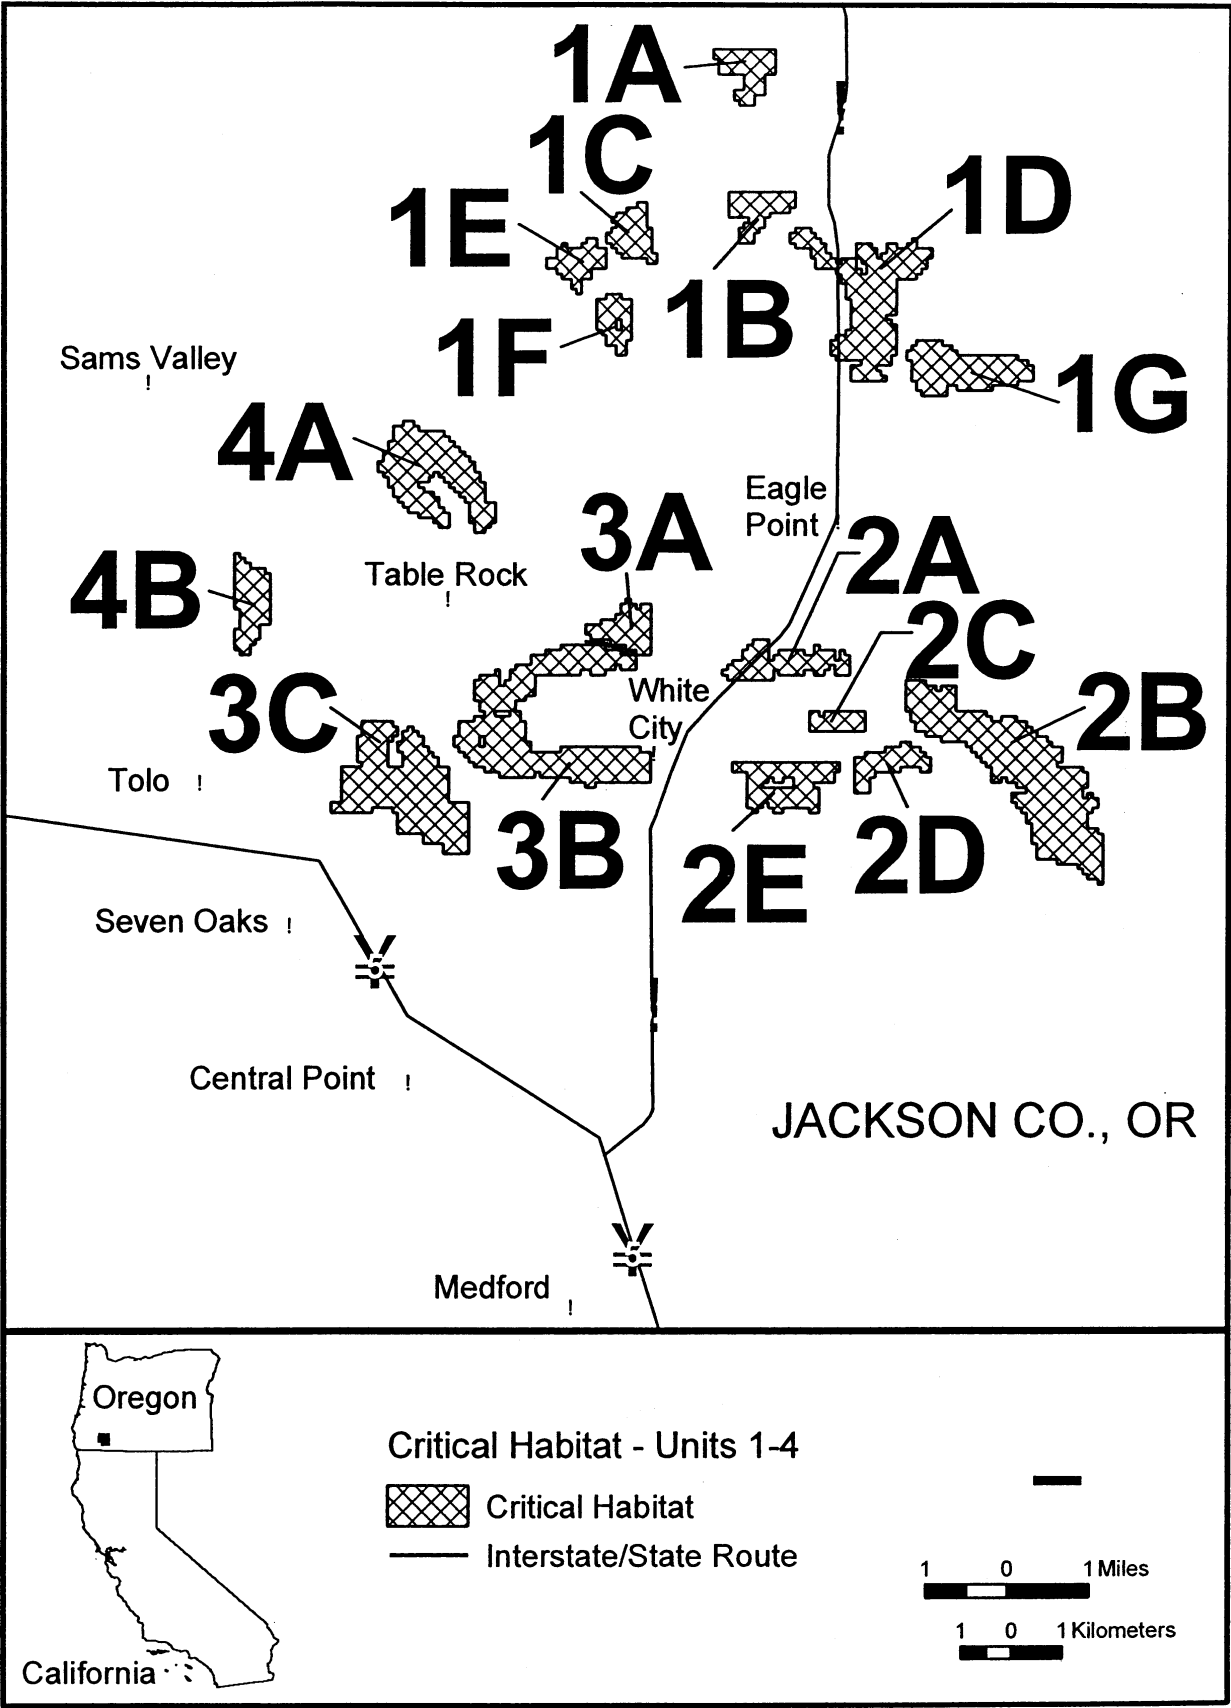 1A
1C
1D
1E
1B
1F
Sams Valley
!
1G
4A
Eagle
Point
3A
2A
4B
Table Rock
!
2C
White
City
3C
2B
Tolo !
3B
2D
2E
Seven Oaks !
Central Point !
JACKSON CO., OR
Medford !
Oregon
California
Critical Habitat - Units 1-4
Critical Habitat
Interstate/State Route
1 0 1 Miles
1 0 1 Kilometers